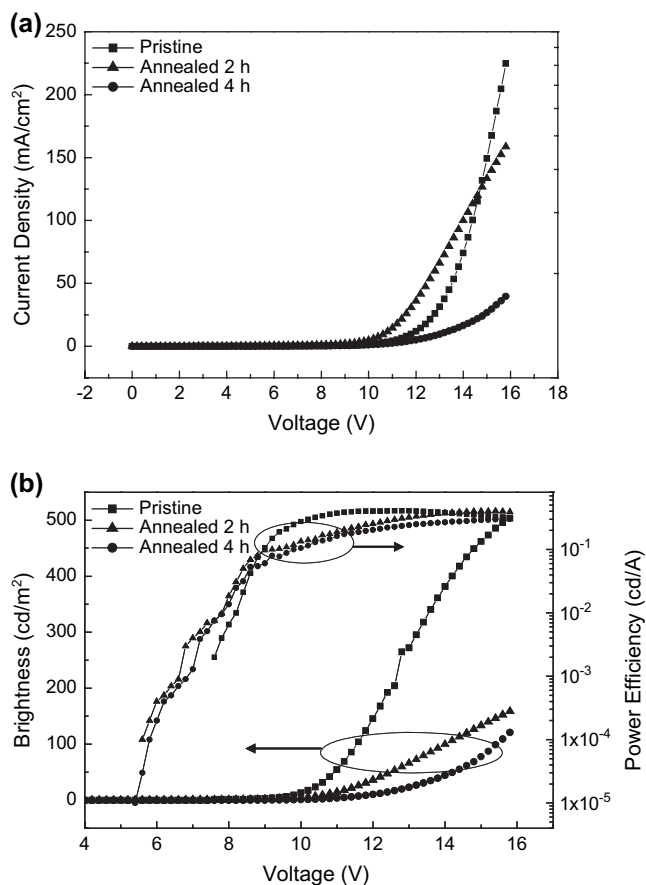 (a)
250
200
150
100
50
0
Current Density (mA/cm²)
Pristine
Annealed 2 h
Annealed 4 h
-2 0 2 4 6 8 10 12 14 16 18
Voltage (V)
(b)
500
400
300
200
100
0
Brightness (cd/m²)
Pristine
Annealed 2 h
Annealed 4 h
10⁻¹
10⁻²
10⁻³
1x10⁻⁴
1x10⁻⁵
Power Efficiency (cd/A)
4 6 8 10 12 14 16
Voltage (V)